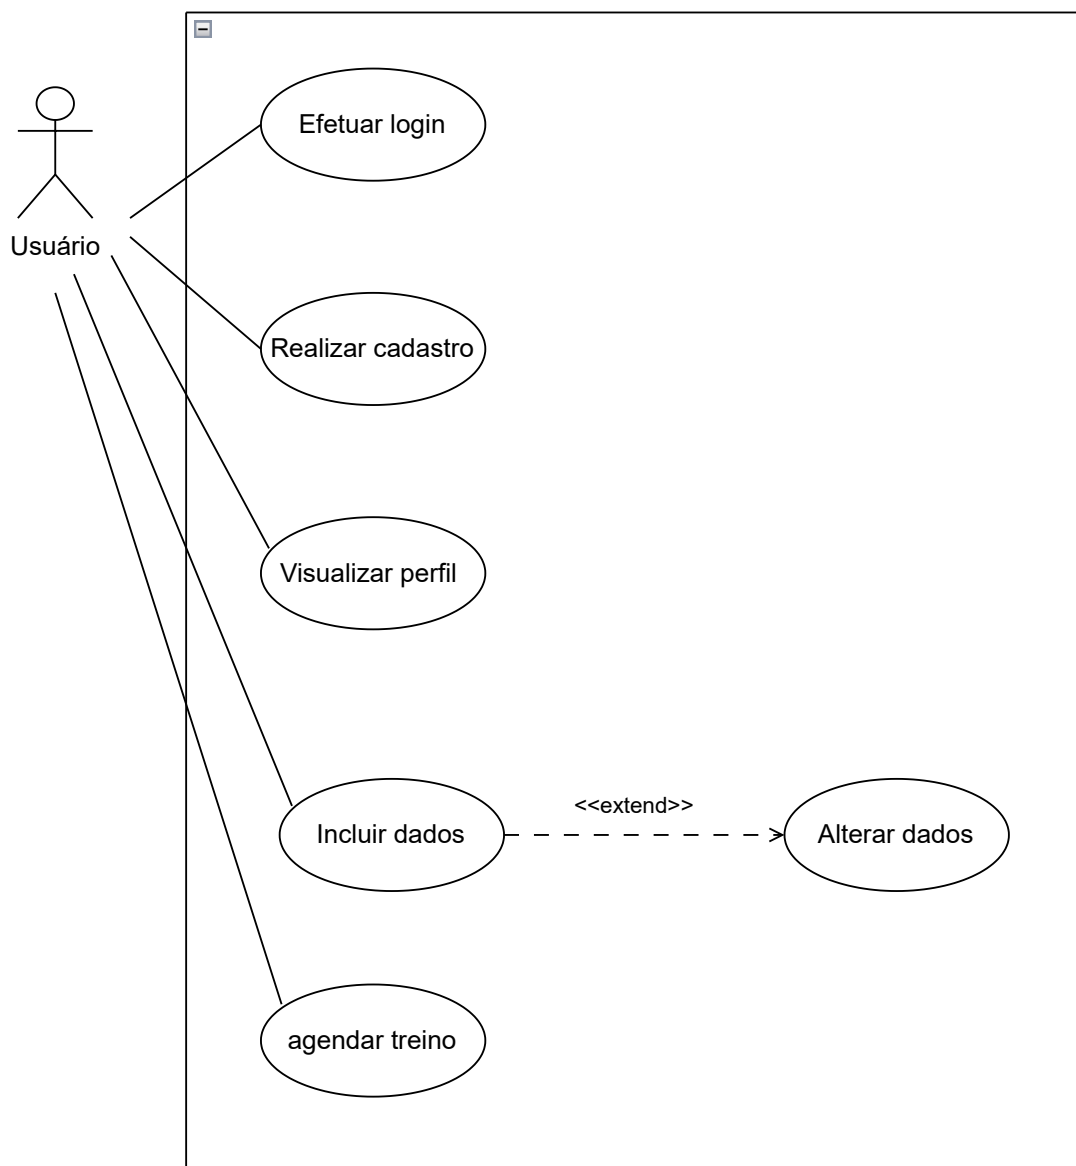 Efetuar login
Usuário
Realizar cadastro
Visualizar perfil
<<extend>>
Incluir dados
Alterar dados
agendar treino